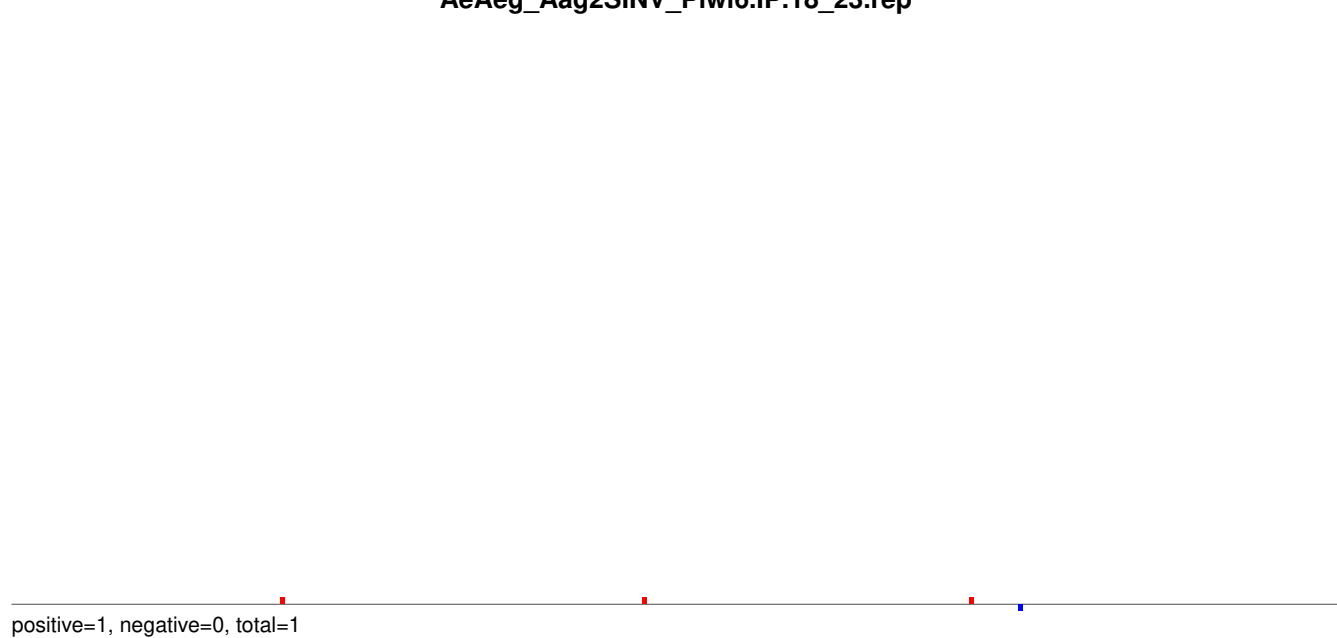 AeAeg_Aag2SINV_Piwi6.IP.18_23.rep
positive=1, negative=0, total=1